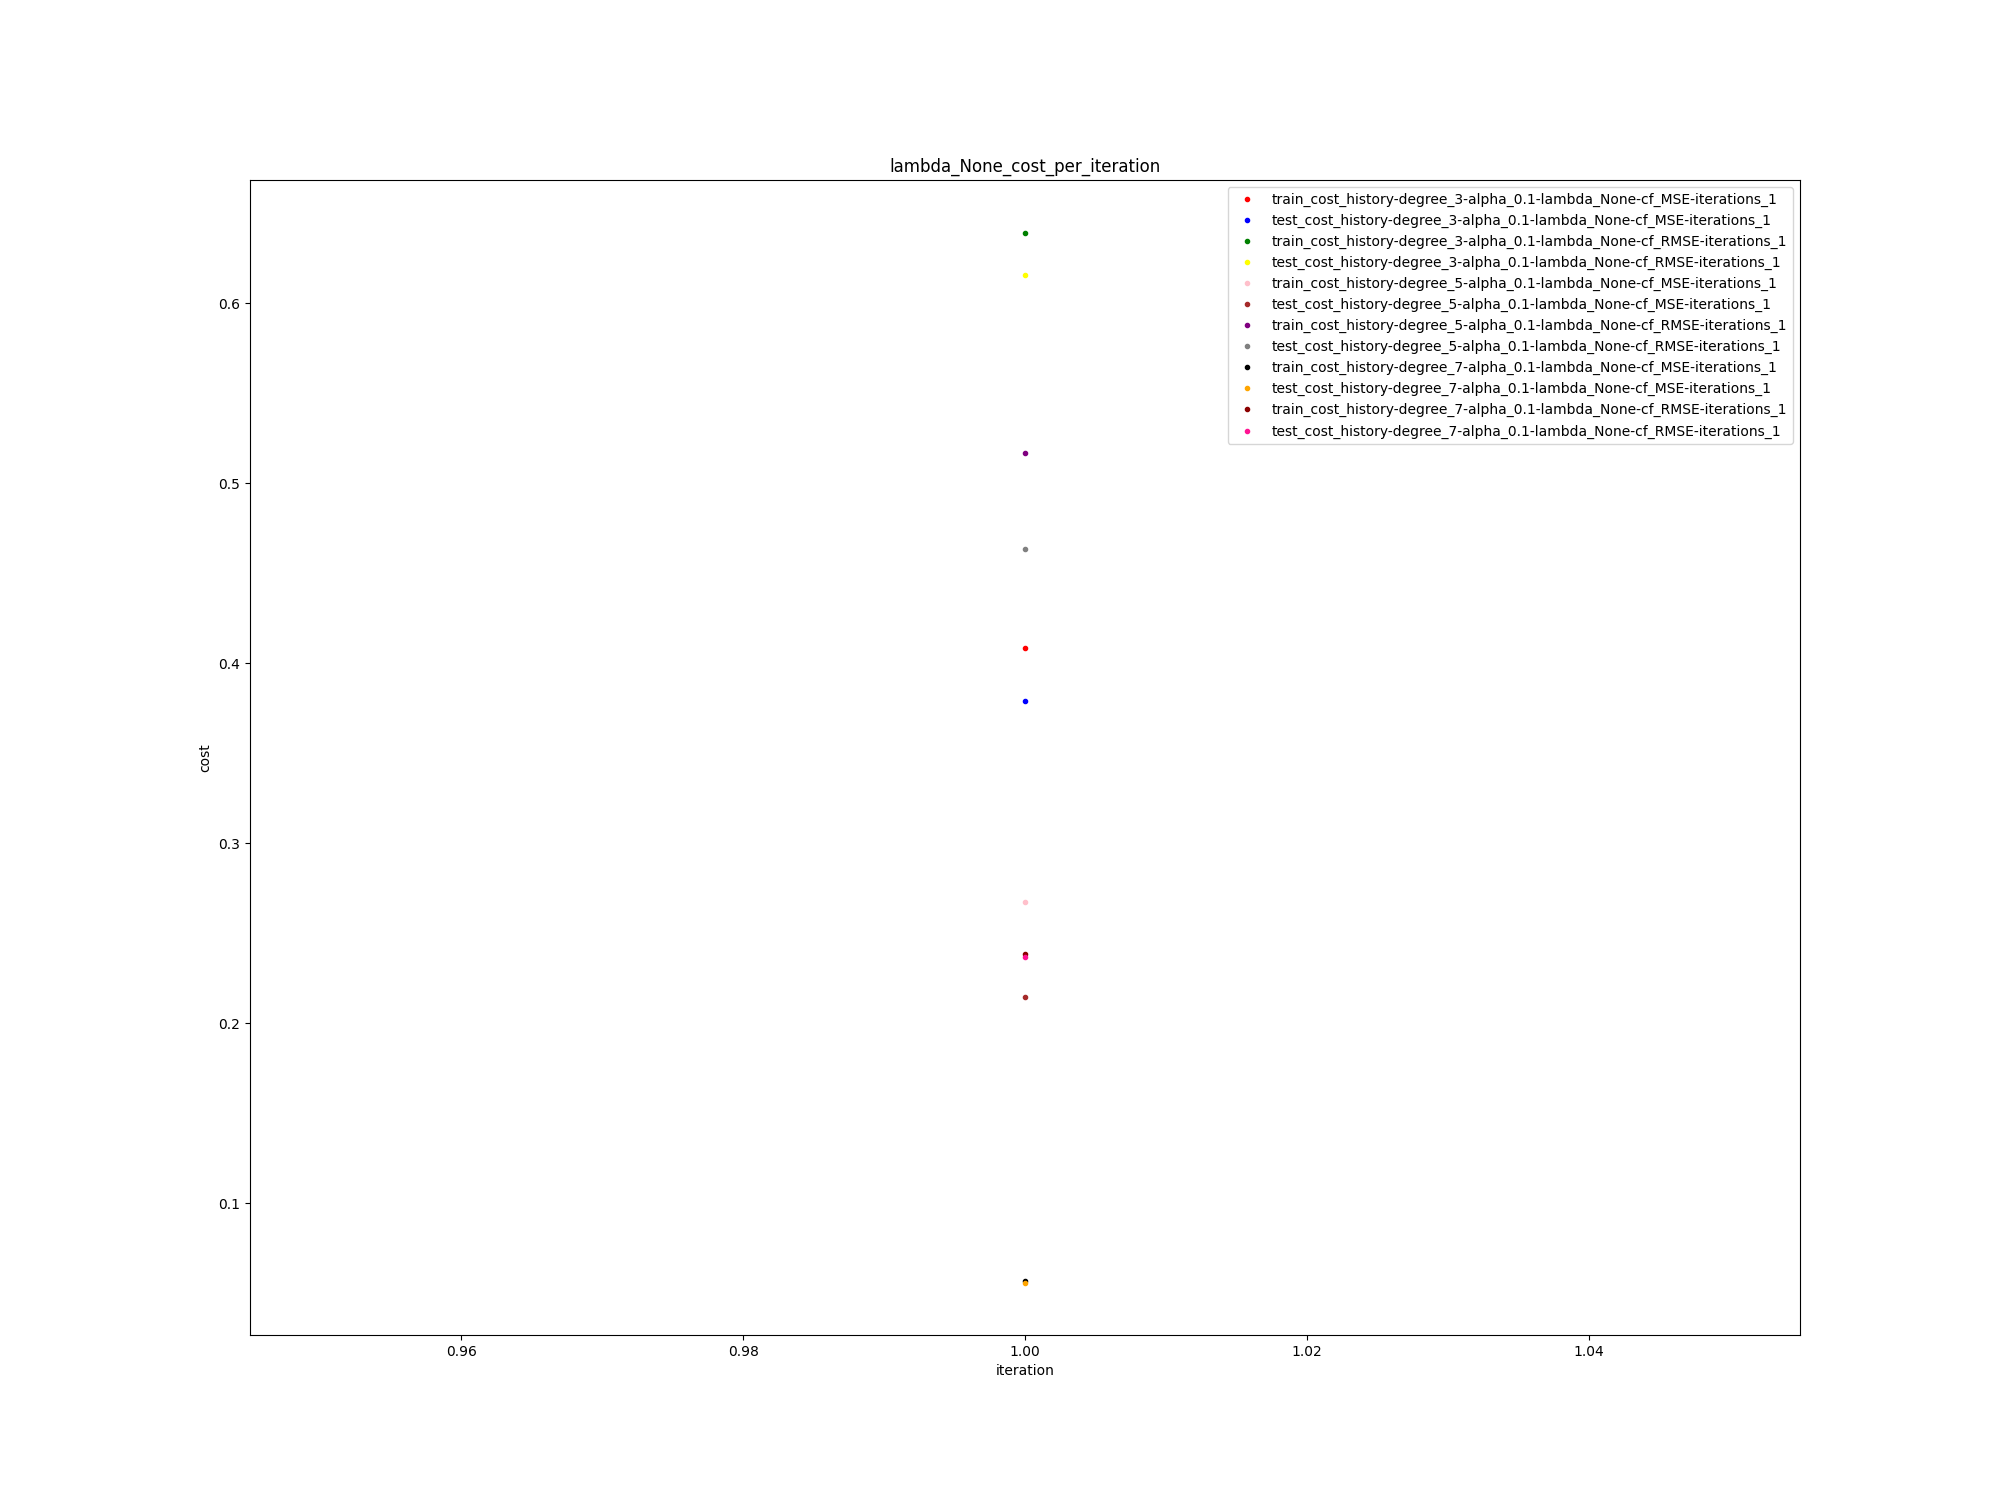 lambda_None_cost_per_iteration
train_cost_history-degree_3-alpha_0.1-lambda_None-cf_MSE-iterations_1
test_cost_history-degree_3-alpha_0.1-lambda_None-cf_MSE-iterations_1
train_cost_history-degree_3-alpha_0.1-lambda_None-cf_RMSE-iterations_1
test_cost_history-degree_3-alpha_0.1-lambda_None-cf_RMSE-iterations_1
train_cost_history-degree_5-alpha_0.1-lambda_None-cf_MSE-iterations_1
test_cost_history-degree_5-alpha_0.1-lambda_None-cf_MSE-iterations_1
train_cost_history-degree_5-alpha_0.1-lambda_None-cf_RMSE-iterations_1
test_cost_history-degree_5-alpha_0.1-lambda_None-cf_RMSE-iterations_1
train_cost_history-degree_7-alpha_0.1-lambda_None-cf_MSE-iterations_1
test_cost_history-degree_7-alpha_0.1-lambda_None-cf_MSE-iterations_1
train_cost_history-degree_7-alpha_0.1-lambda_None-cf_RMSE-iterations_1
test_cost_history-degree_7-alpha_0.1-lambda_None-cf_RMSE-iterations_1
0.6
0.5
0.4
0.3
0.2
0.1
cost
0.96 0.98 1.00 1.02 1.04
iteration